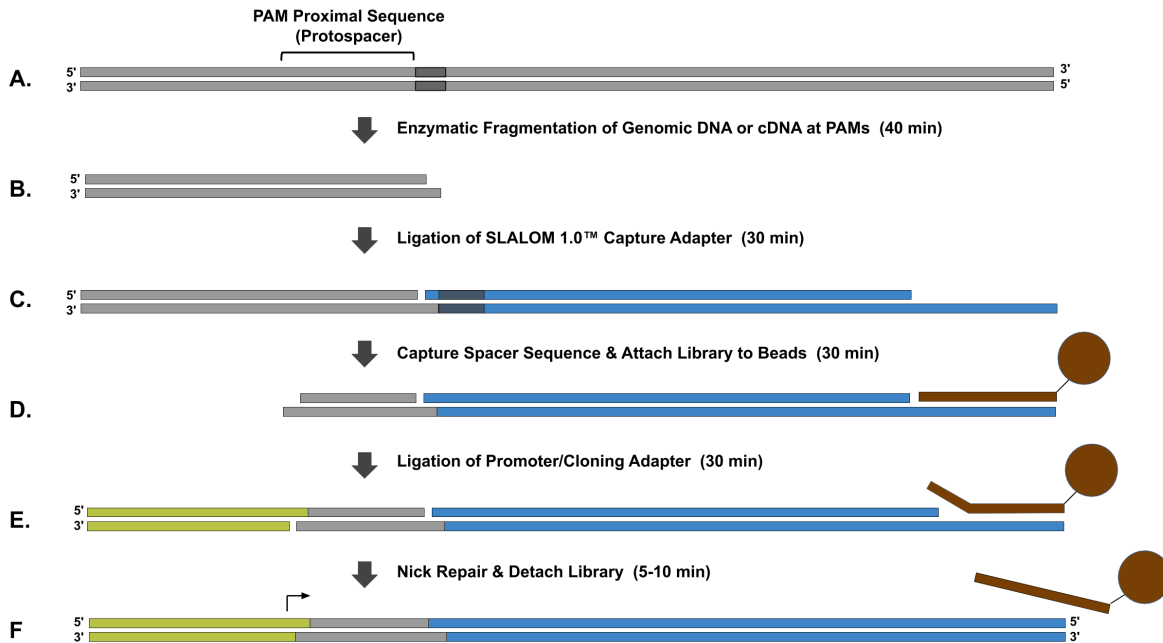 PAM Proximal Sequence
(Protospacer)
A.
5'
3'
3'
5'
Enzymatic Fragmentation of Genomic DNA or cDNA at PAMs (40 min)
B.
5'
3'
Ligation of SLALOM 1.0™ Capture Adapter (30 min)
C.
5'
3'
Capture Spacer Sequence & Attach Library to Beads (30 min)
D.
Ligation of Promoter/Cloning Adapter (30 min)
E.
5'
3'
Nick Repair & Detach Library (5-10 min)
F
5'
3'
5'
3'